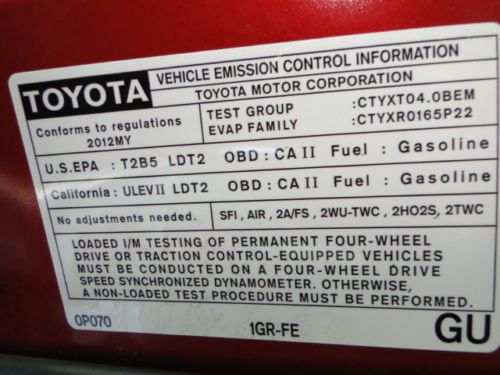 TOYOTA
VEHICLE EMISSION CONTROL INFORMATION
TOYOTA MOTOR CORPORATION
Conforms to regulations
2012MY
TEST GROUP :CTYXT04.0BEM
EVAP FAMILY :CTYXR0165P22
U.S.EPA : T2B5 LDT2 OBD : CA II Fuel : Gasoline
California : ULEVII LDT2 OBD : CA II Fuel : Gasoline
No adjustments needed. SFI , AIR , 2A/FS , 2WU-TWC , 2HO2S , 2TWC
LOADED I/M TESTING OF PERMANENT FOUR-WHEEL
DRIVE OR TRACTION CONTROL-EQUIPPED VEHICLES
MUST BE CONDUCTED ON A FOUR-WHEEL DRIVE
SPEED SYNCHRONIZED DYNAMOMETER. OTHERWISE,
A NON-LOADED TEST PROCEDURE MUST BE PERFORMED.
0P070 1GR-FE GU